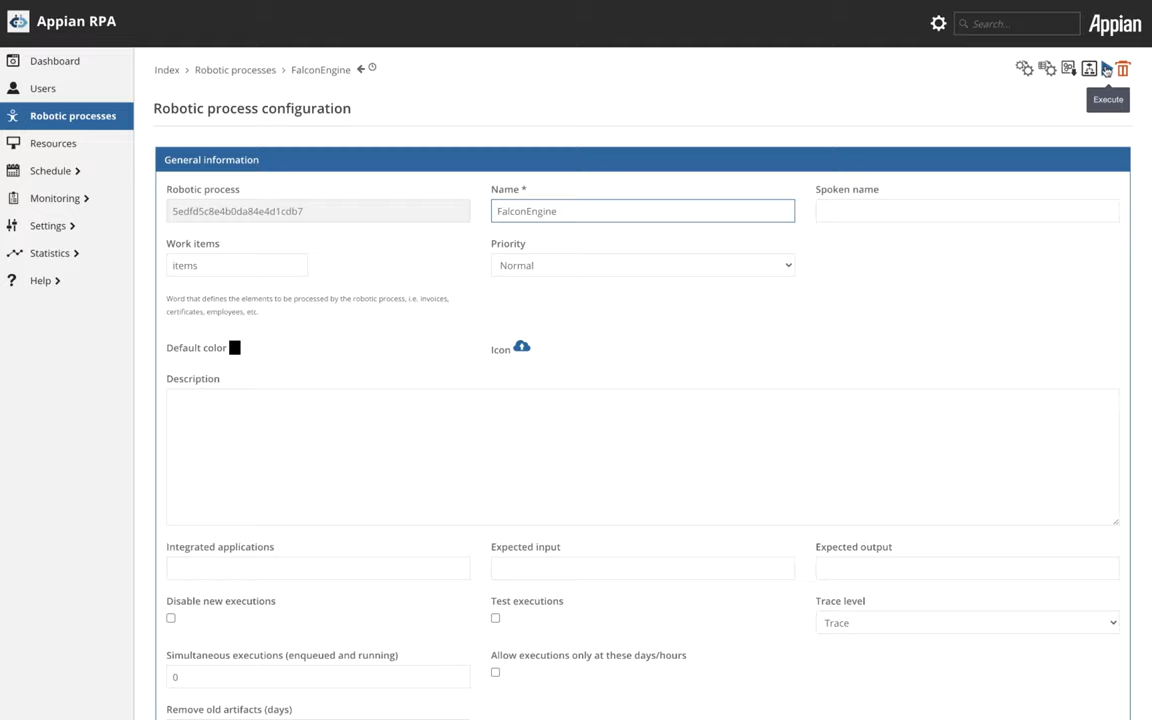 Appian RPA
Search...
Appian
Dashboard
Users
Robotic processes
Resources
Schedule
Monitoring
Settings
Statistics
Help
Index > Robotic processes > FalconEngine
Execute
Robotic process configuration
General information
Robotic process
Name *
Spoken name
5edfd5c8e4b0da84e4d1cdb7
FalconEngine
Work items
Priority
items
Normal
Word that defines the elements to be processed by the robotic process, i.e. invoices,
certificates, employees, etc.
Default color
Icon
Description
Integrated applications
Expected input
Expected output
Disable new executions
Test executions
Trace level
Trace
Simultaneous executions (enqueued and running)
Allow executions only at these days/hours
0
Remove old artifacts (days)